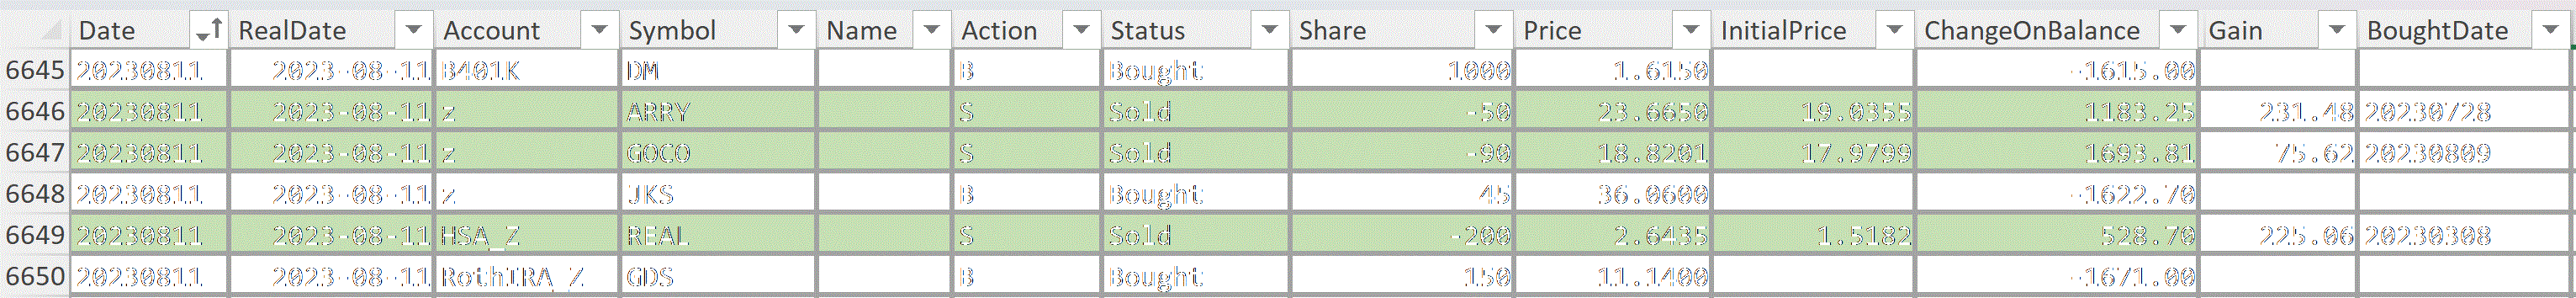 Date RealDate Account Symbol Name Action Status Share Price InitialPrice ChangeOnBalance Gain BoughtDate
6645 20230811 2023-08-11 B401K DM B Bought 1000 1.6150 -1615.00
6646 20230811 2023-08-11 z ARRY S Sold -50 23.6650 19.0355 1183.25 231.48 20230728
6647 20230811 2023-08-11 z GOCO S Sold -90 18.8201 17.9799 1693.81 75.62 20230809
6648 20230811 2023-08-11 z JKS B Bought 45 36.0600 -1622.70
6649 20230811 2023-08-11 HSA_Z REAL S Sold -200 2.6435 1.5182 528.70 225.06 20230308
6650 20230811 2023-08-11 RothIRA_Z GDS B Bought 150 11.1400 -1671.00